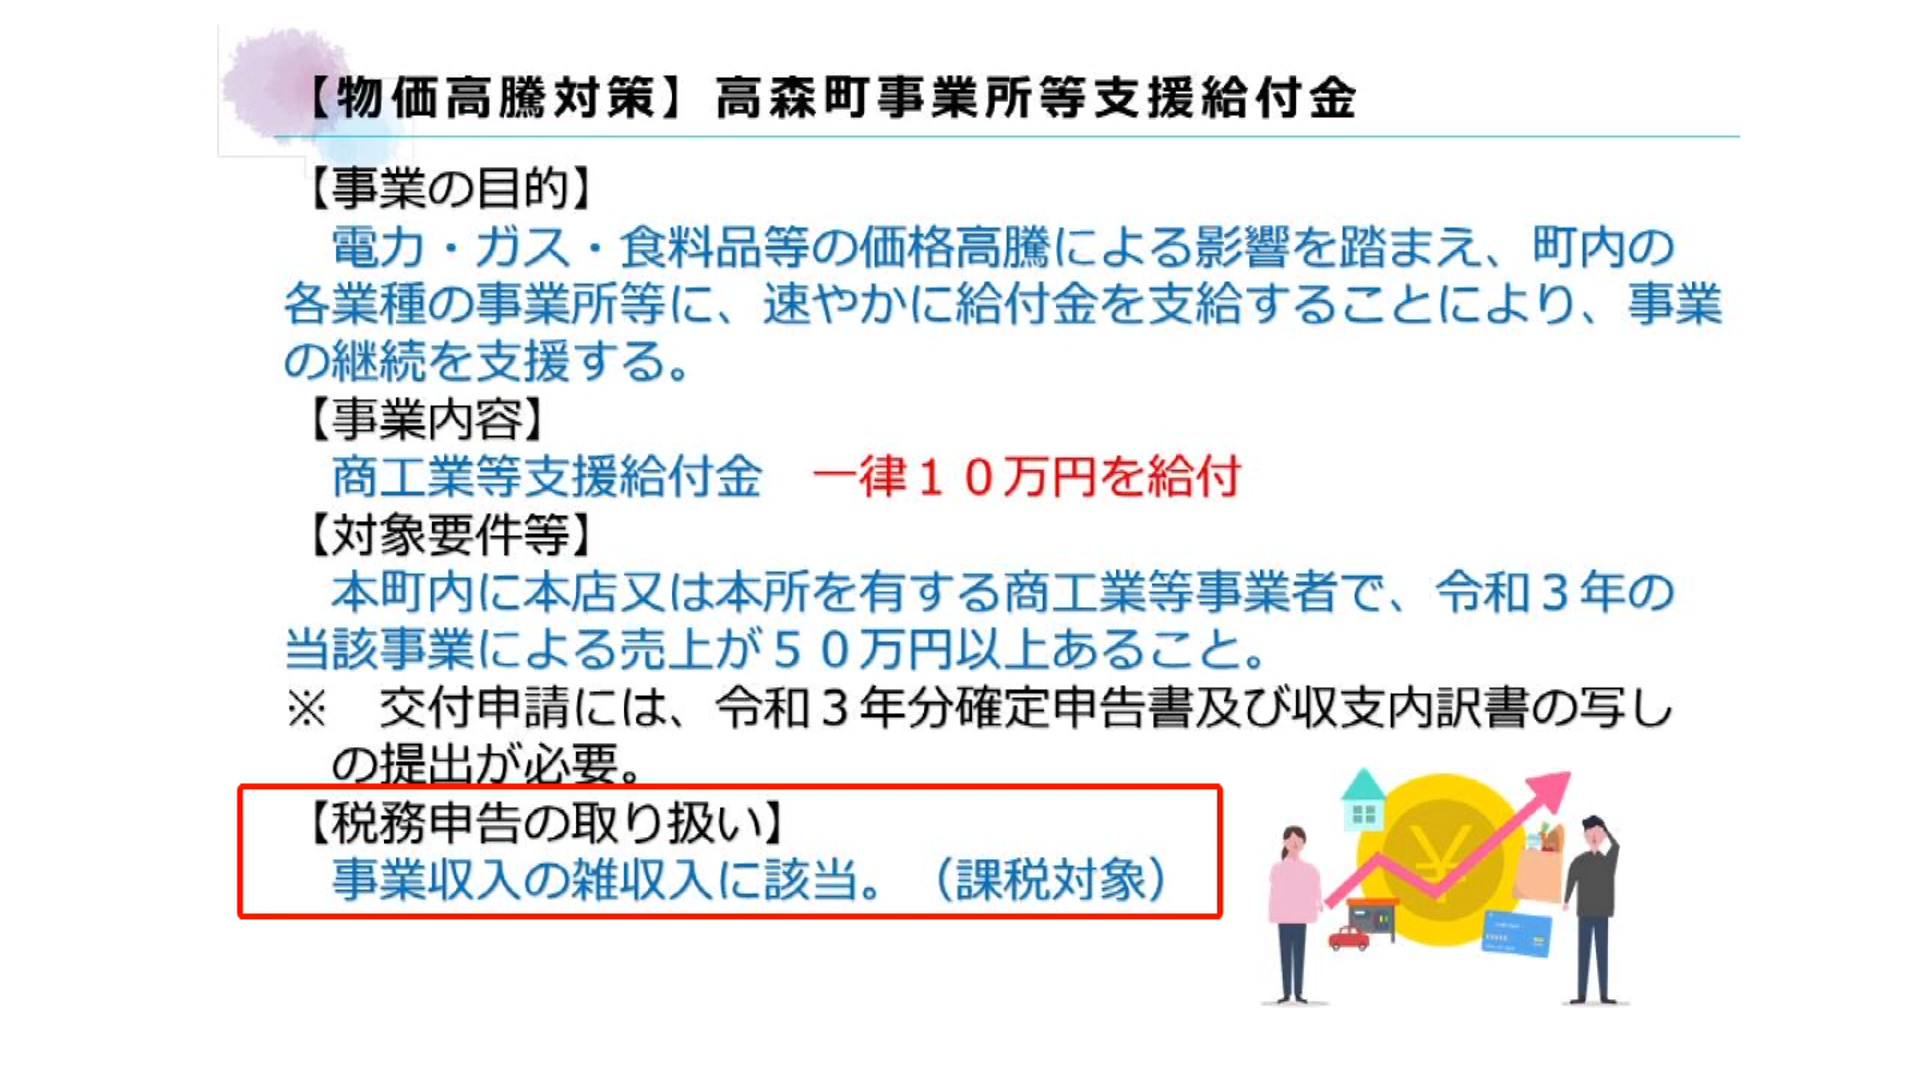 【物価高騰対策】高森町事業所等支援給付金
【事業の目的】
電力・ガス・食料品等の価格高騰による影響を踏まえ、町内の
各業種の事業所等に、速やかに給付金を支給することにより、事業
の継続を支援する。
【事業内容】
商工業等支援給付金　一律１０万円を給付
【対象要件等】
本町内に本店又は本所を有する商工業等事業者で、令和３年の
当該事業による売上が５０万円以上あること。
※　交付申請には、令和３年分確定申告書及び収支内訳書の写し
の提出が必要。
【税務申告の取り扱い】
事業収入の雑収入に該当。（課税対象）